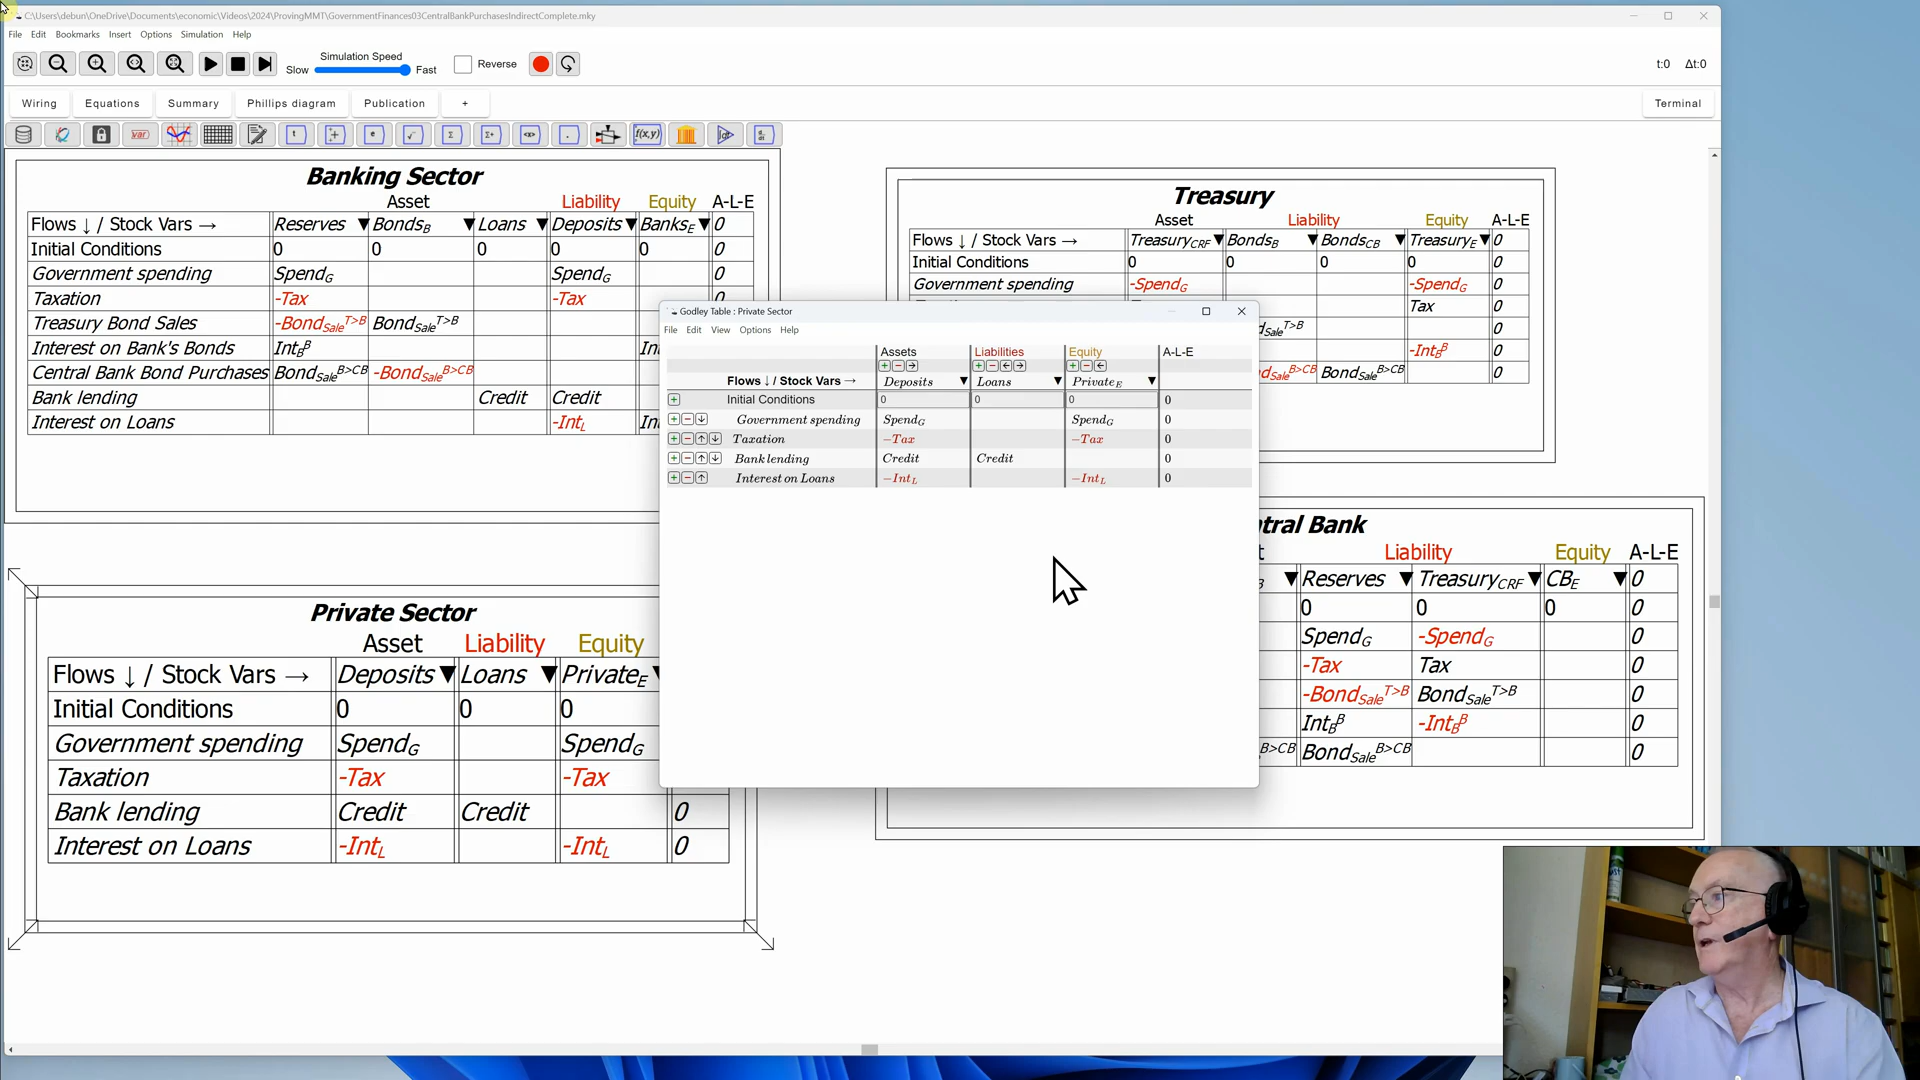 C:\Users\debun\OneDrive\Documents\economic\Videos\2024\ProvingMMT\GovernmentFinances03CentralBankPurchasesIndirectComplete.mky
File Edit Bookmarks Insert Options Simulation Help
Simulation Speed
Slow Fast Reverse t:0 Δt:0
Wiring Equations Summary Phillips diagram Publication + Terminal
Banking Sector
Asset Liability Equity A-L-E
Flows ↓ / Stock Vars → Reserves ▼ Bonds_B ▼ Loans ▼ Deposits ▼ Banks_E ▼ 0
Initial Conditions 0 0 0 0 0 0
Government spending Spend_G Spend_G 0
Taxation -Tax -Tax 0
Treasury Bond Sales -Bond_Sale^T>B Bond_Sale^T>B
Interest on Bank's Bonds Int_B^B
Central Bank Bond Purchases Bond_Sale^B>CB -Bond_Sale^B>CB
Bank lending Credit Credit
Interest on Loans -Int_L
Treasury
Asset Liability Equity A-L-E
Flows ↓ / Stock Vars → Treasury_CRF ▼ Bonds_B ▼ Bonds_CB ▼ Treasury_E ▼ 0
Initial Conditions 0 0 0 0 0
Government spending -Spend_G -Spend_G 0
Tax 0
Sale^T>B 0
-Int_B^B 0
Sale^B>CB Bond_Sale^B>CB 0
Godley Table : Private Sector
File Edit View Options Help
Assets Liabilities Equity A-L-E
Flows ↓ / Stock Vars → Deposits ▼ Loans ▼ Private_E ▼
Initial Conditions 0 0 0 0
Government spending Spend_G Spend_G 0
Taxation −Tax −Tax 0
Bank lending Credit Credit 0
Interest on Loans −Int_L −Int_L 0
Private Sector
Asset Liability Equity
Flows ↓ / Stock Vars → Deposits ▼ Loans ▼ Private_E
Initial Conditions 0 0 0
Government spending Spend_G Spend_G
Taxation -Tax -Tax
Bank lending Credit Credit 0
Interest on Loans -Int_L -Int_L 0
tral Bank
Liability Equity A-L-E
▼ Reserves ▼ Treasury_CRF ▼ CB_E ▼ 0
0 0 0 0
Spend_G -Spend_G 0
-Tax Tax 0
-Bond_Sale^T>B Bond_Sale^T>B 0
Int_B^B -Int_B^B 0
B>CB Bond_Sale^B>CB 0